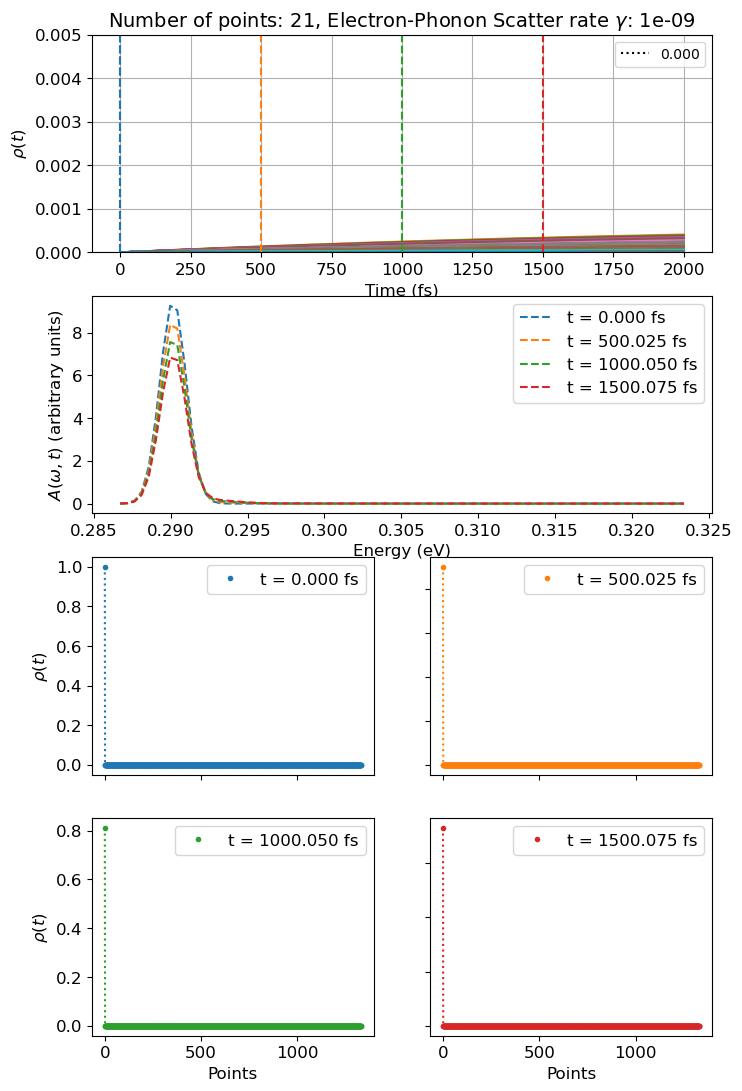 Number of points: 21, Electron-Phonon Scatter rate γ: 1e-09
0.005
0.004
0.003
0.002
0.001
0.000
ρ(t)
0.000
0 250 500 750 1000 1250 1500 1750 2000
Time (fs)
8
6
4
2
0
A(ω, t) (arbitrary units)
t = 0.000 fs
t = 500.025 fs
t = 1000.050 fs
t = 1500.075 fs
0.285 0.290 0.295 0.300 0.305 0.310 0.315 0.320 0.325
Energy (eV)
1.0
0.8
0.6
0.4
0.2
0.0
ρ(t)
t = 0.000 fs
t = 500.025 fs
0.8
0.6
0.4
0.2
0.0
ρ(t)
t = 1000.050 fs
0 500 1000
Points
t = 1500.075 fs
0 500 1000
Points